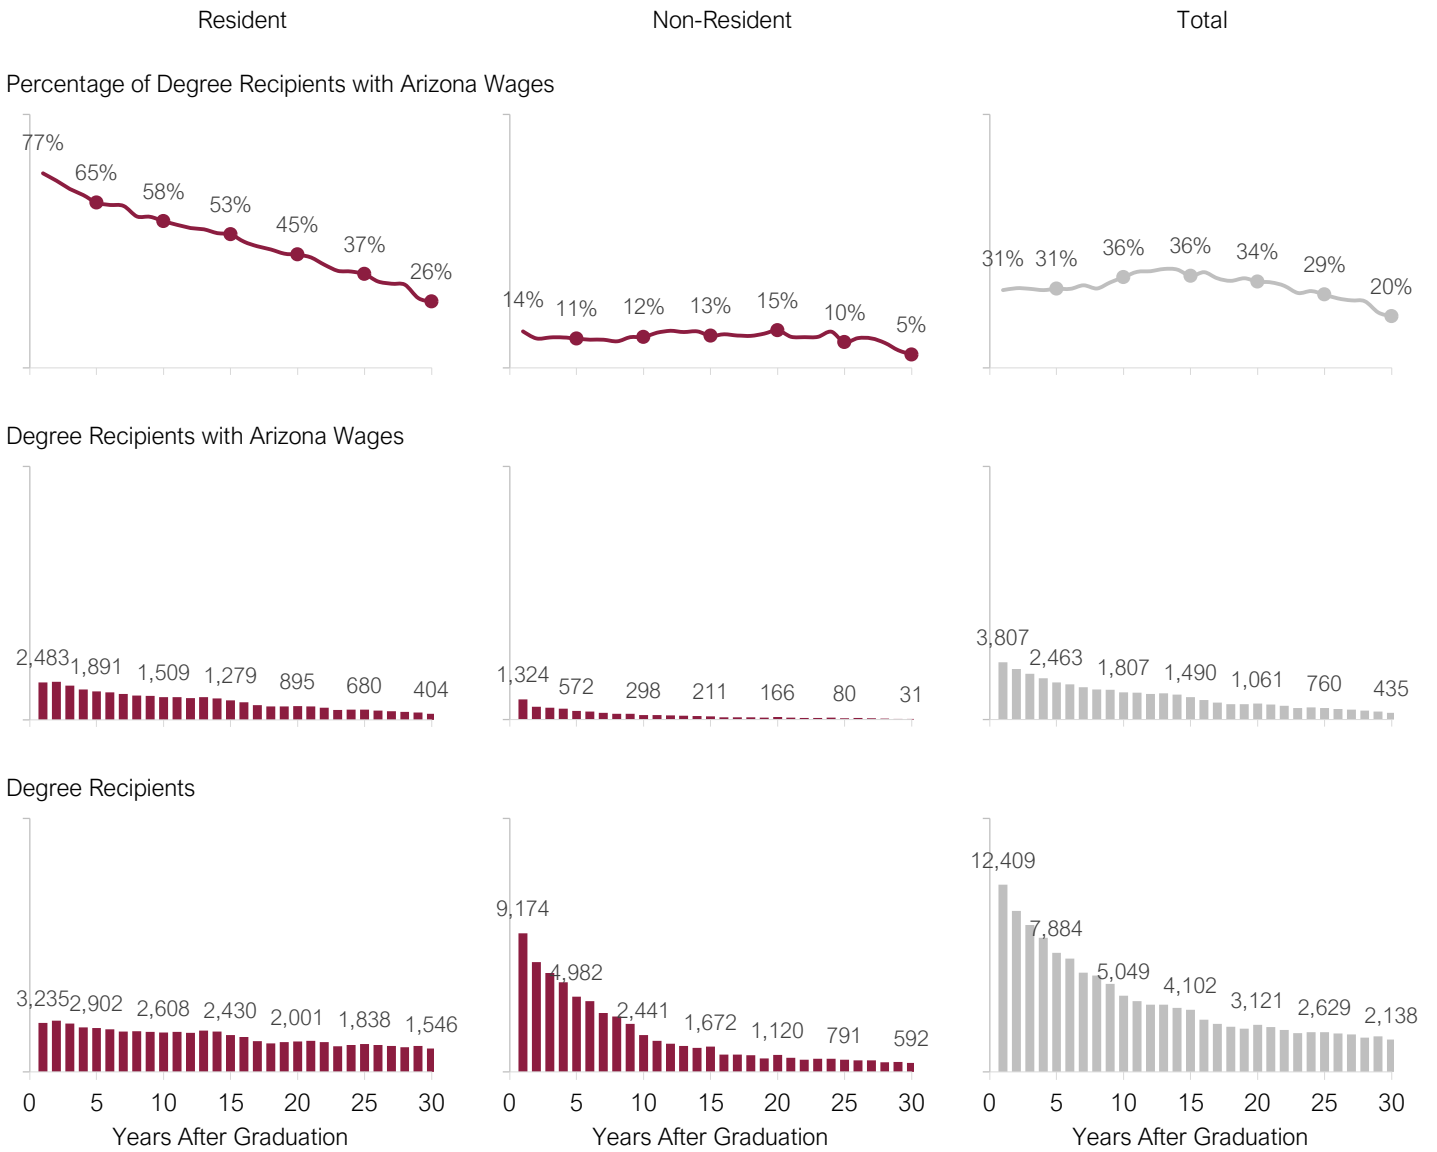 Resident Non-Resident Total
Percentage of Degree Recipients with Arizona Wages
77% 65% 58% 53% 45% 37% 26%
14% 11% 12% 13% 15% 10% 5%
31% 31% 36% 36% 34% 29% 20%
Degree Recipients with Arizona Wages
2,483 1,891 1,509 1,279 895 680 404
1,324 572 298 211 166 80 31
3,807 2,463 1,807 1,490 1,061 760 435
Degree Recipients
3,235 2,902 2,608 2,430 2,001 1,838 1,546
9,174 4,982 2,441 1,672 1,120 791 592
12,409 7,884 5,049 4,102 3,121 2,629 2,138
0 5 10 15 20 25 30 0 5 10 15 20 25 30 0 5 10 15 20 25 30
Years After Graduation Years After Graduation Years After Graduation